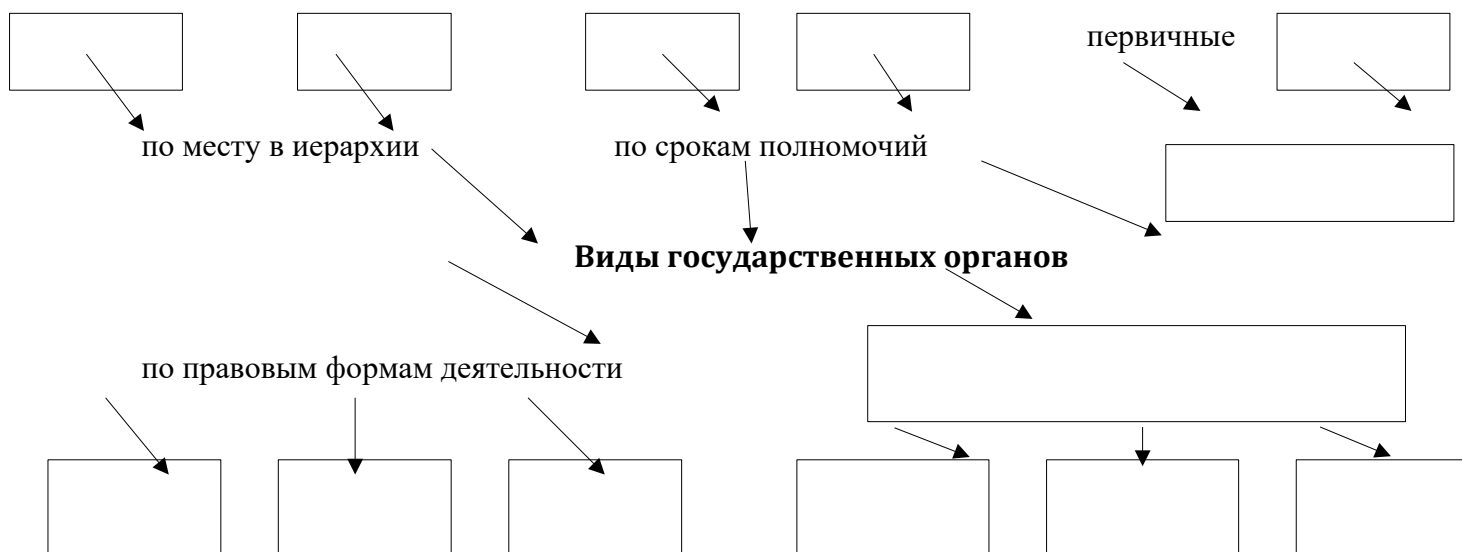 первичные
по месту в иерархии
по срокам полномочий
Виды государственных органов
по правовым формам деятельности